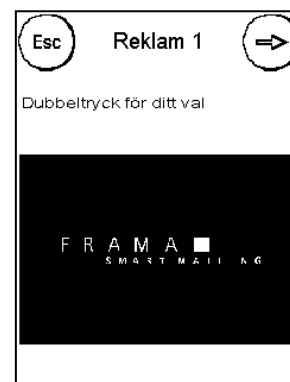 Esc Reklam 1
Dubbeltryck för ditt val
FRAMA
SMART MAILING